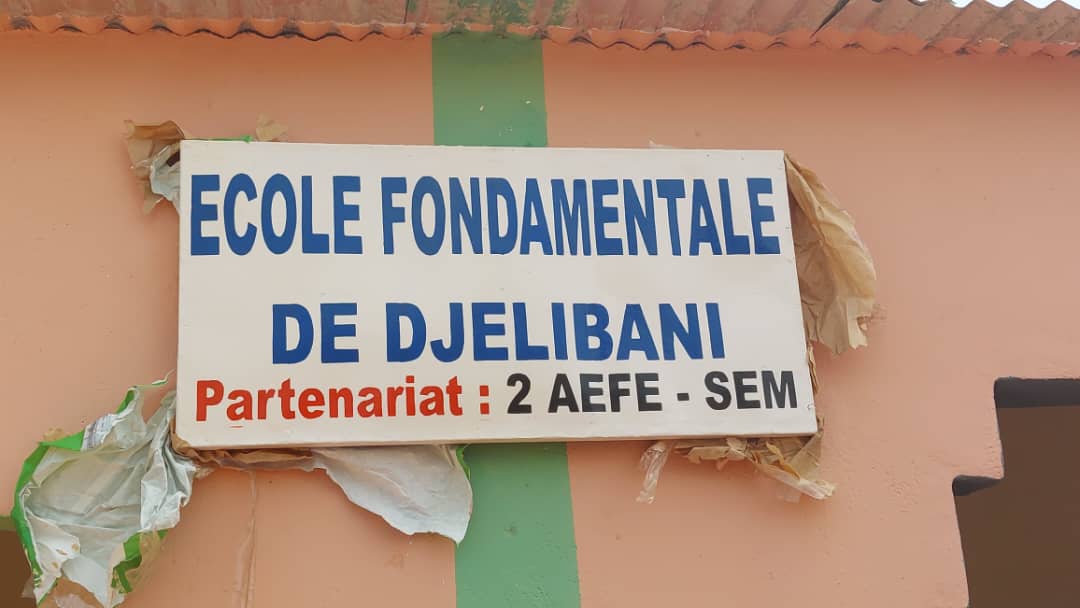 ECOLE FONDAMENTALE
DE DJELIBANI
Partenariat : 2 AEFE - SEM